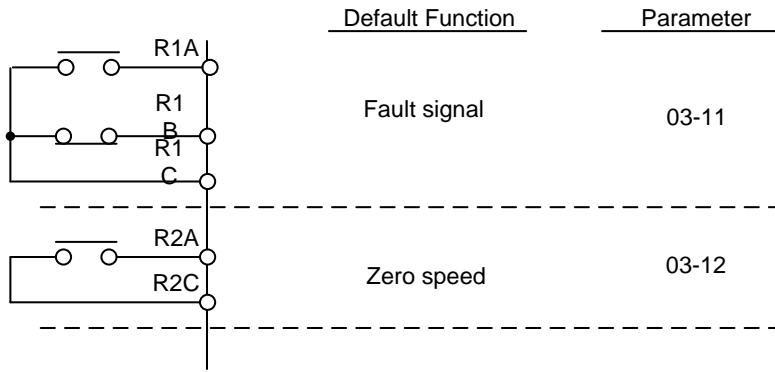 Default Function Parameter
R1A
R1
B
R1
C
Fault signal
03-11
R2A
R2C
Zero speed
03-12